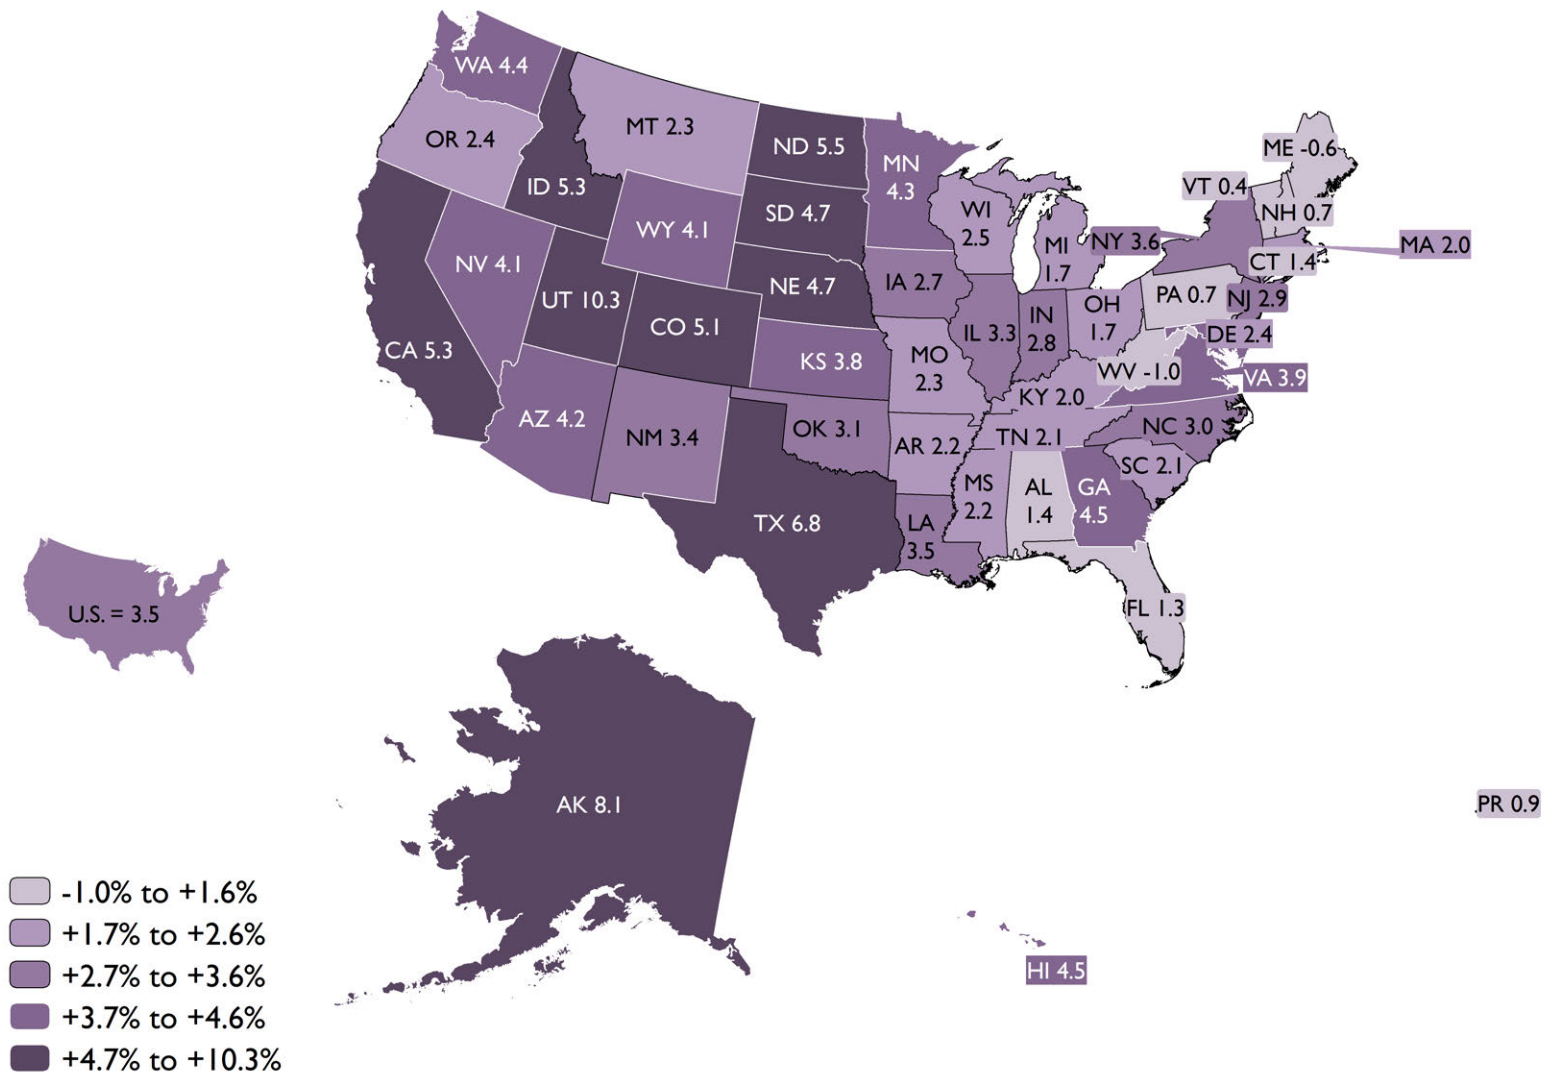 WA 4.4
OR 2.4
MT 2.3
ND 5.5
MN
4.3
ID 5.3
SD 4.7
WI
2.5
MI
1.7
WY 4.1
NV 4.1
UT 10.3
NE 4.7
IA 2.7
CO 5.1
CA 5.3
IL 3.3
IN
2.8
OH
1.7
KS 3.8
MO
2.3
KY 2.0
AZ 4.2
NM 3.4
OK 3.1
AR 2.2
TN 2.1
TX 6.8
LA
3.5
MS
2.2
AL
1.4
GA
4.5
FL 1.3
SC 2.1
NC 3.0
VA 3.9
WV -1.0
DE 2.4
NJ 2.9
PA 0.7
NY 3.6
CT 1.4
MA 2.0
NH 0.7
VT 0.4
ME -0.6
U.S. = 3.5
AK 8.1
HI 4.5
PR 0.9
-1.0% to +1.6%
+1.7% to +2.6%
+2.7% to +3.6%
+3.7% to +4.6%
+4.7% to +10.3%